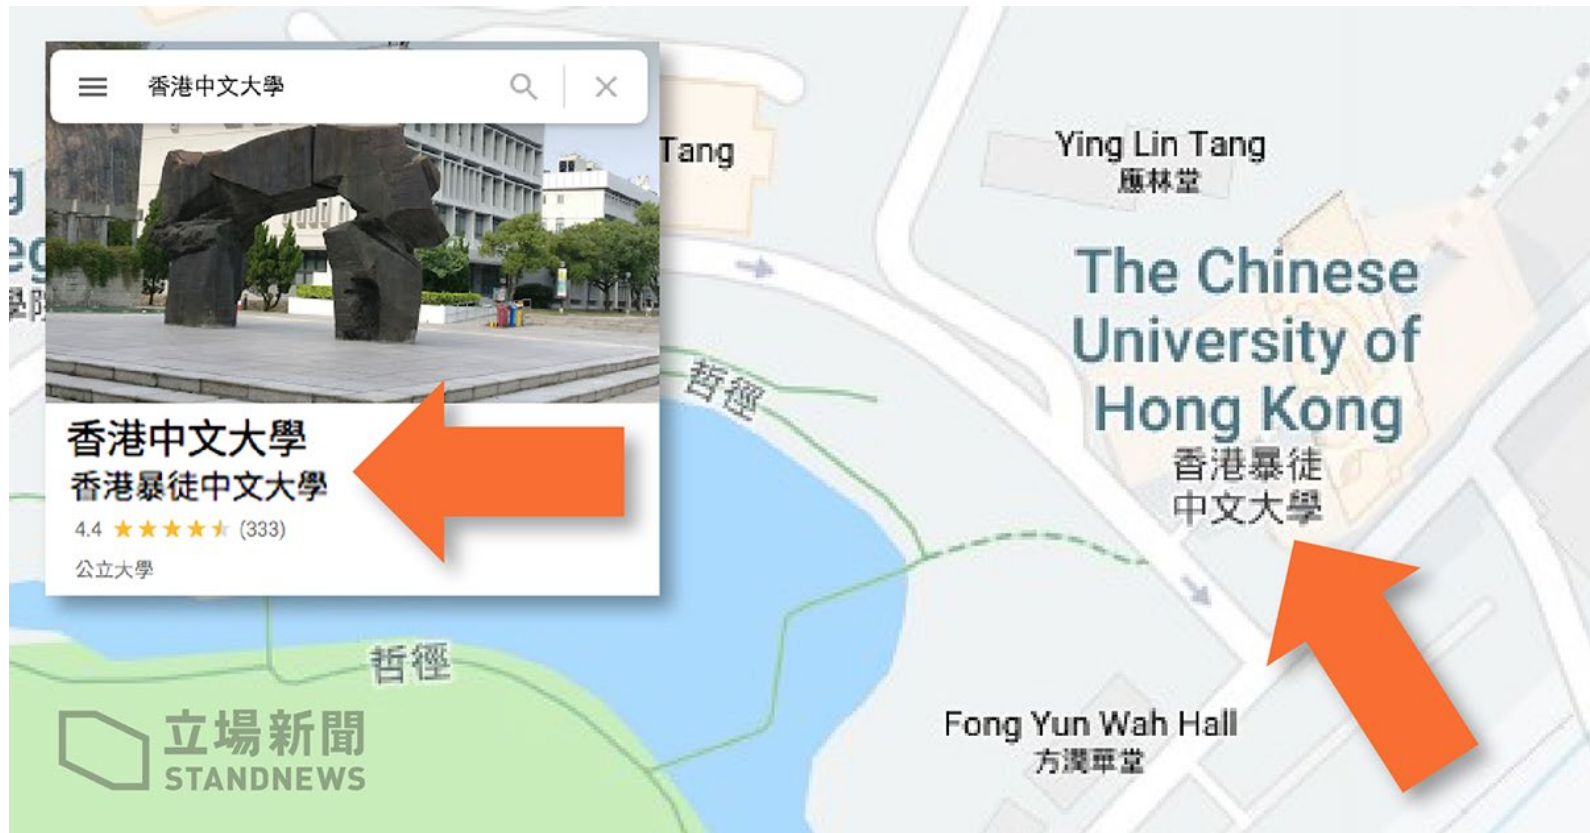 香港中文大學
香港中文大學
香港暴徒中文大學
4.4
(333)
公立大學
Tang
Ying Lin Tang
應林堂
The Chinese
University of
Hong Kong
香港暴徒
中文大學
哲徑
哲徑
Fong Yun Wah Hall
方潤華堂
立場新聞
STANDNEWS